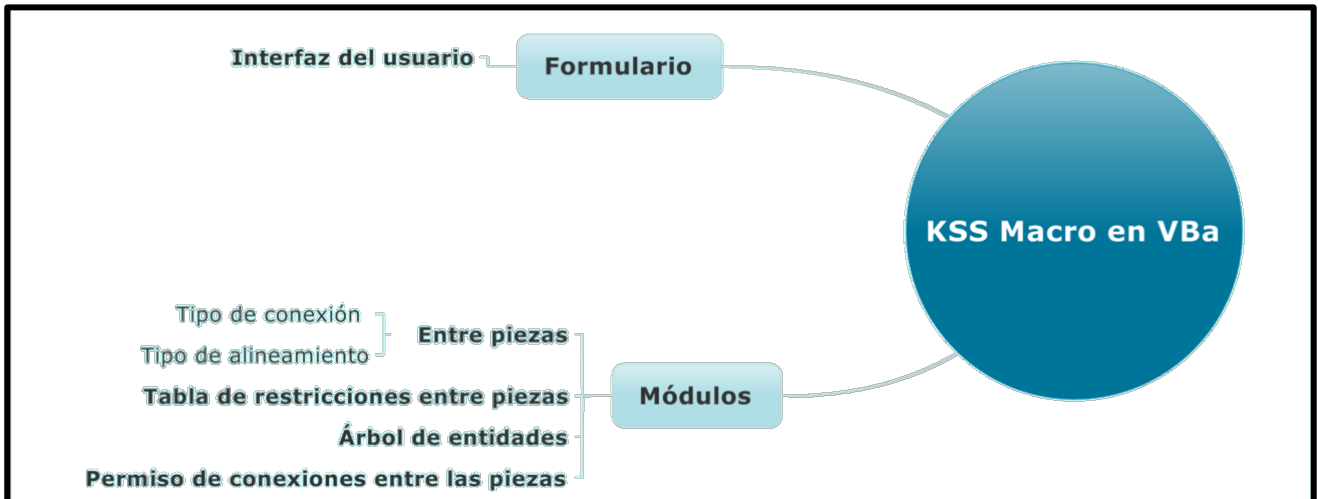 Interfaz del usuario
Formulario
KSS Macro en VBa
Tipo de conexión
Tipo de alineamiento
Entre piezas
Tabla de restricciones entre piezas
Árbol de entidades
Permiso de conexiones entre las piezas
Módulos